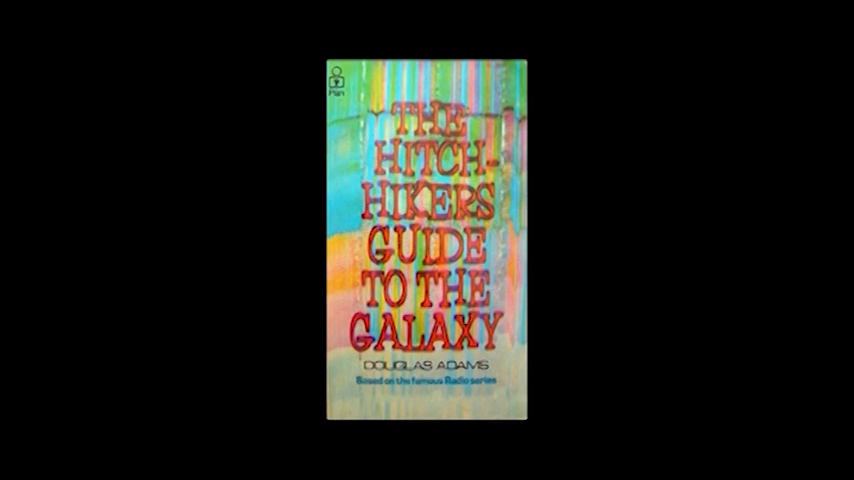 Pan
THE
HITCH-
HIKERS
GUIDE
TO THE
GALAXY
DOUGLAS ADAMS
Based on the famous Radio series